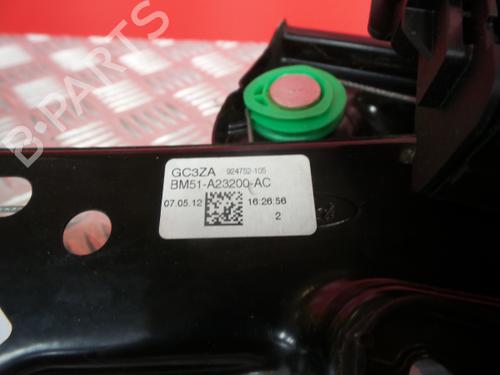 B-PARTS
GC3ZA 924752-105
BM51-A23200-AC
07.05.12 16:26:56
2